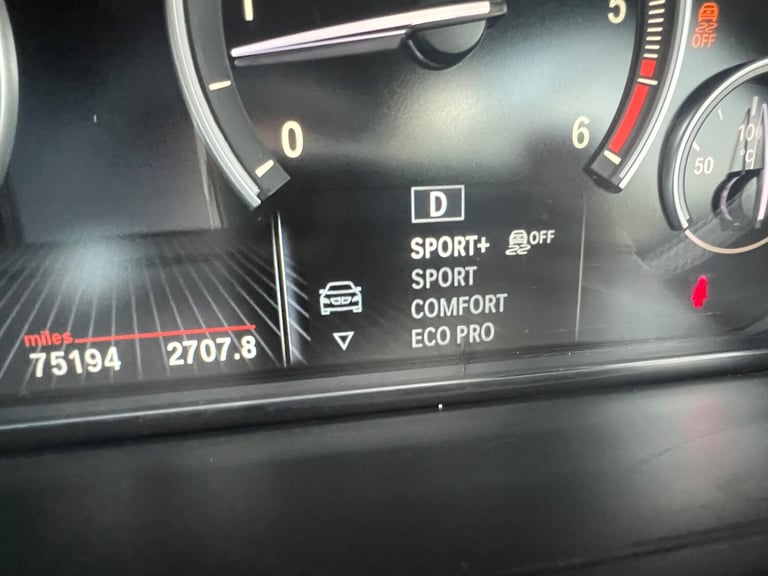 1
5
OFF
0
6
100
°C
50
D
SPORT+ OFF
SPORT
COMFORT
ECO PRO
miles
75194 2707.8